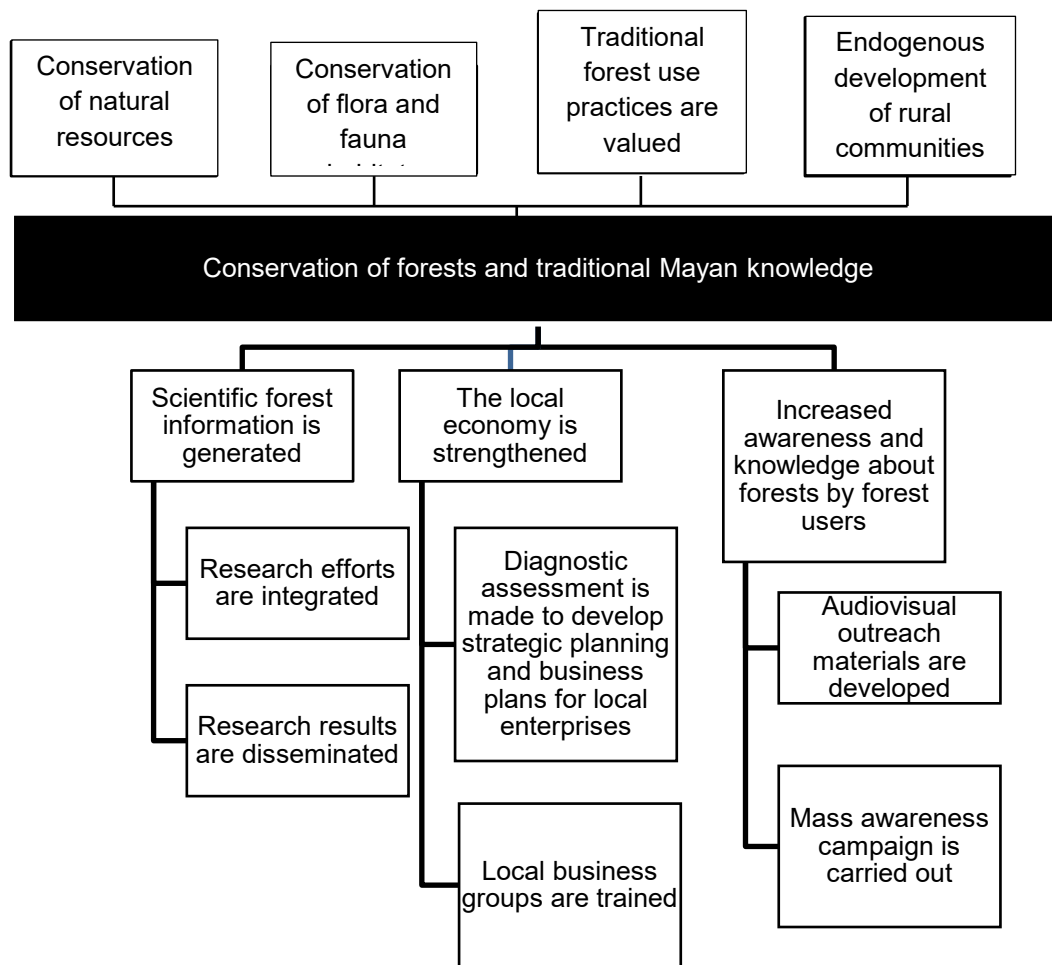 Conservation
of natural
resources
Conservation
of flora and
fauna
Traditional
forest use
practices are
valued
Endogenous
development
of rural
communities
Conservation of forests and traditional Mayan knowledge
Scientific forest
information is
generated
Research efforts
are integrated
Research results
are disseminated
The local
economy is
strengthened
Diagnostic
assessment is
made to develop
strategic planning
and business
plans for local
enterprises
Local business
groups are trained
Increased
awareness and
knowledge about
forests by forest
users
Audiovisual
outreach
materials are
developed
Mass awareness
campaign is
carried out